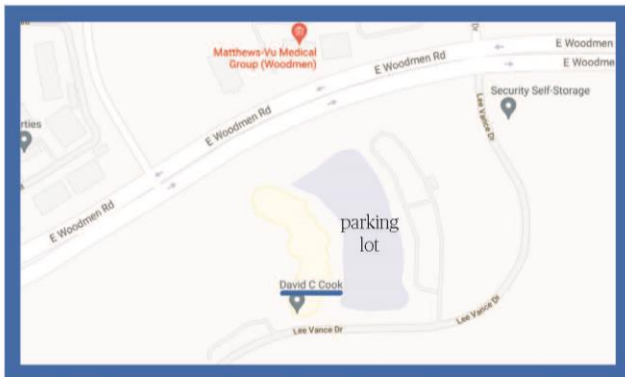 Matthews-Vu Medical
Group (Woodmen)
Dr
E Woodmen
E Woodme
E Woodmen Rd
E Woodmen Rd
Security Self-Storage
Lee Vance Dr
rties
E Woodmen Rd
parking
lot
David C Cook
Lee Vance Dr
Lee Vance Dr